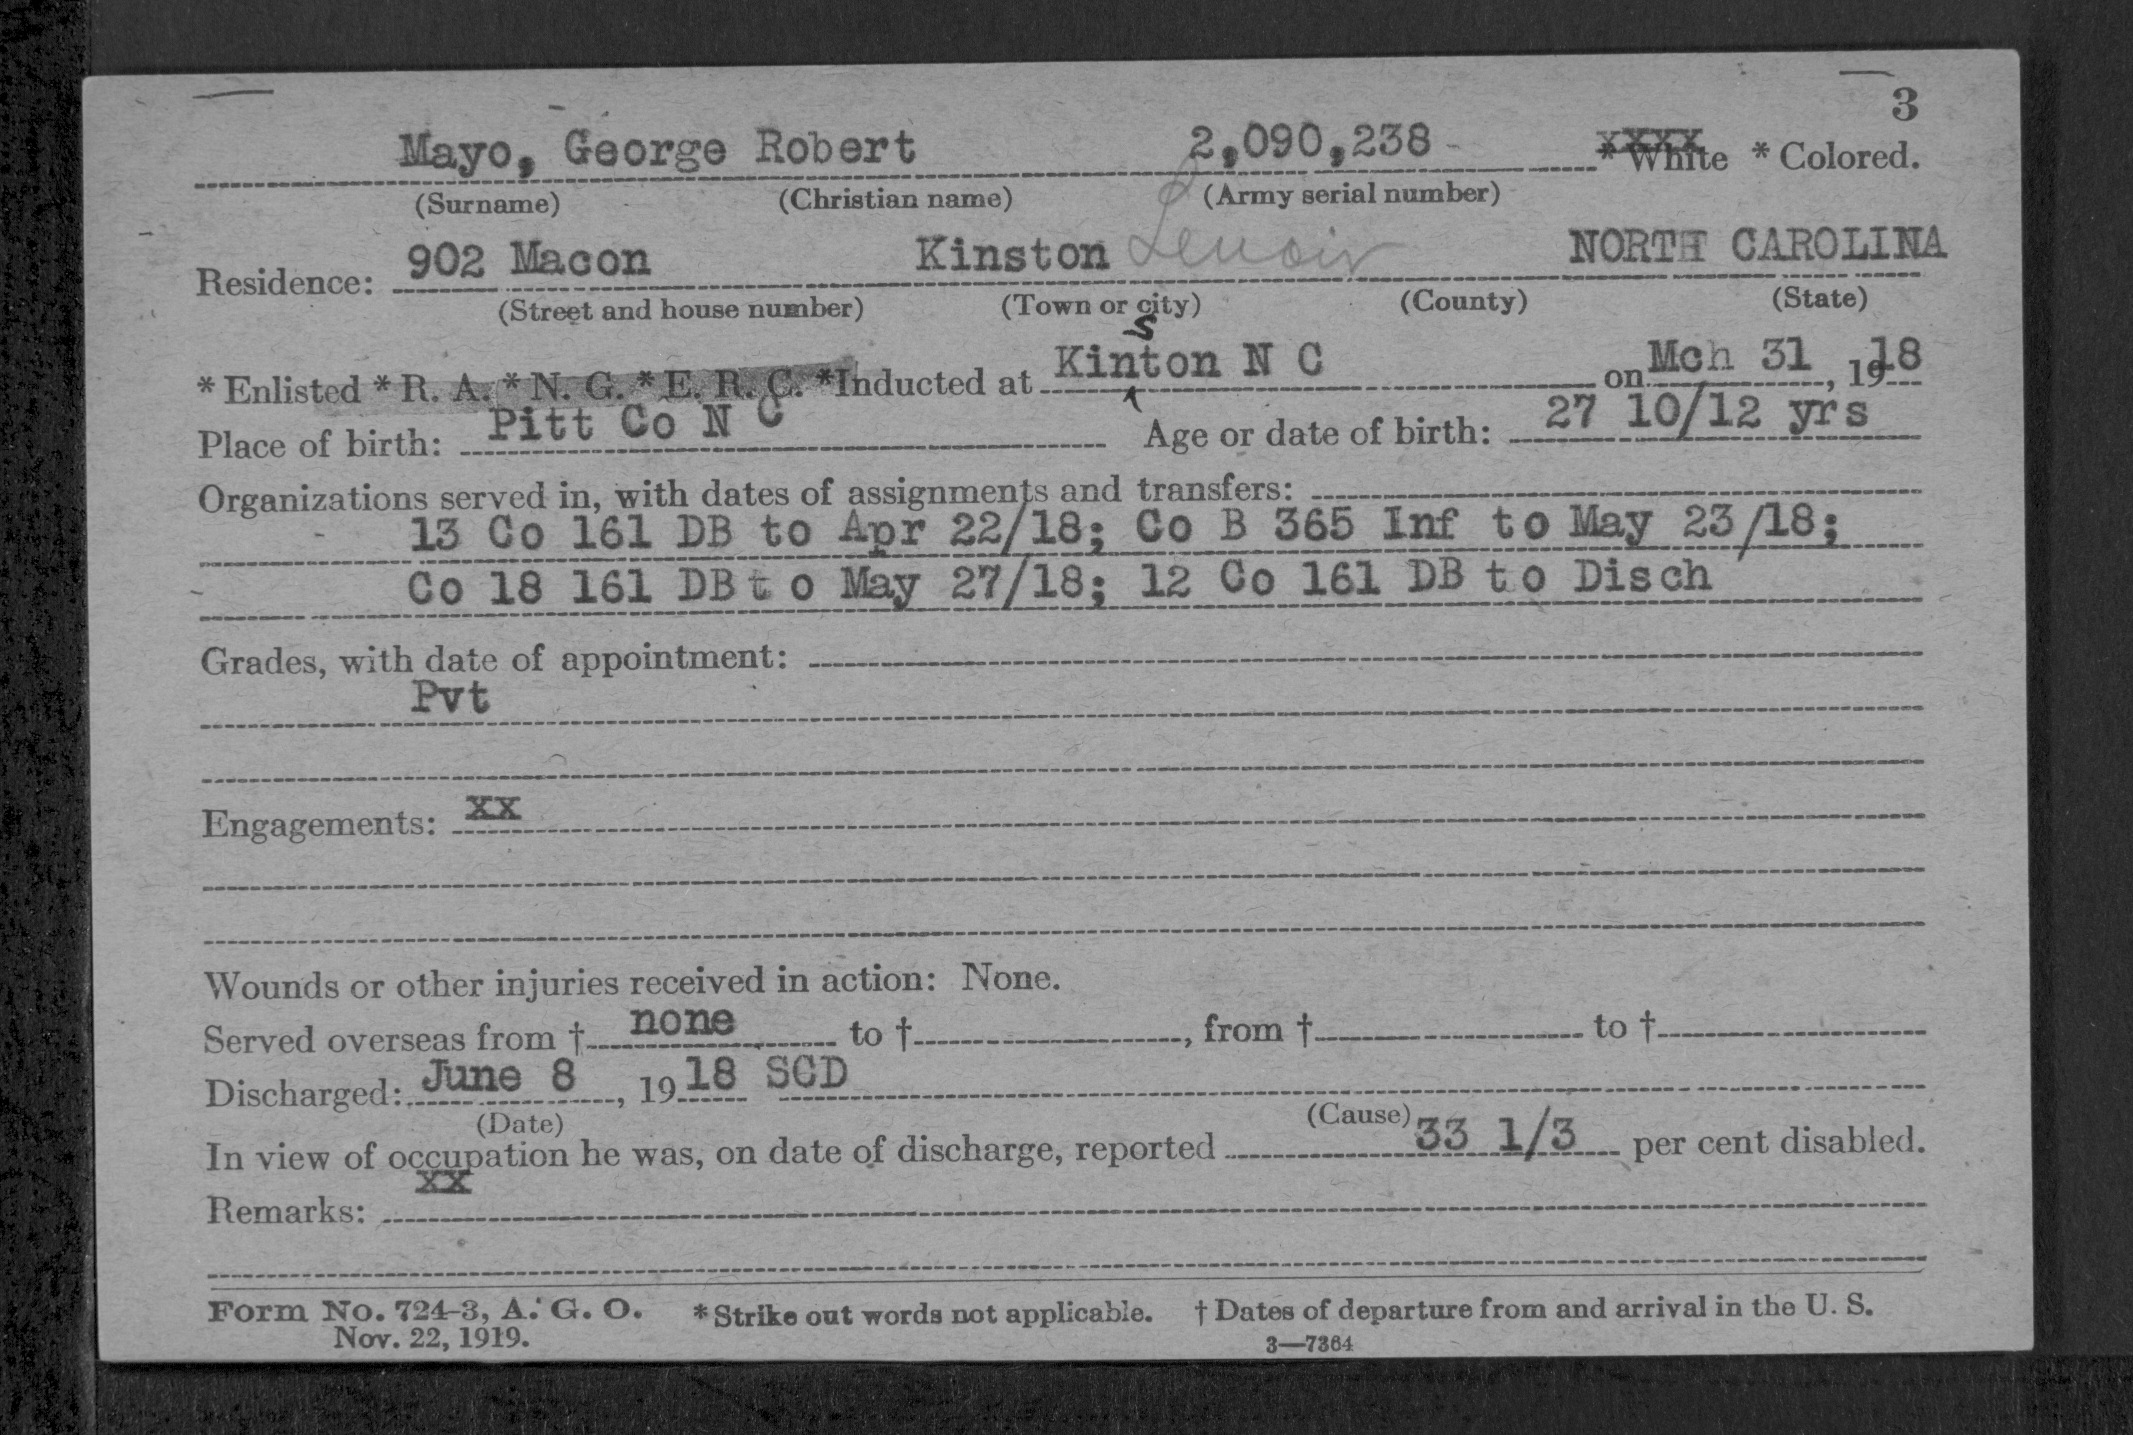 3
Mayo, George Robert 2,090,238 xxxx * White * Colored.
(Surname) (Christian name) (Army serial number)
Residence: 902 Macon Kinston Lenoir NORTH CAROLINA
(Street and house number) (Town or city) (County) (State)
* Enlisted * R. A. * N. G. * E. R. C. * Inducted at Kinston N C on Mch 31, 1918
Place of birth: Pitt Co N C Age or date of birth: 27 10/12 yrs
Organizations served in, with dates of assignments and transfers:
13 Co 161 DB to Apr 22/18; Co B 365 Inf to May 23/18;
Co 18 161 DB to May 27/18; 12 Co 161 DB to Disch
Grades, with date of appointment:
Pvt
Engagements: xx
Wounds or other injuries received in action: None.
Served overseas from † none to †, from † to †
Discharged: June 8, 1918 SCD
(Date) (Cause)
In view of occupation he was, on date of discharge, reported 33 1/3 per cent disabled.
Remarks: xx
Form No. 724-3, A. G. O. * Strike out words not applicable. † Dates of departure from and arrival in the U. S.
Nov. 22, 1919. 3—7364